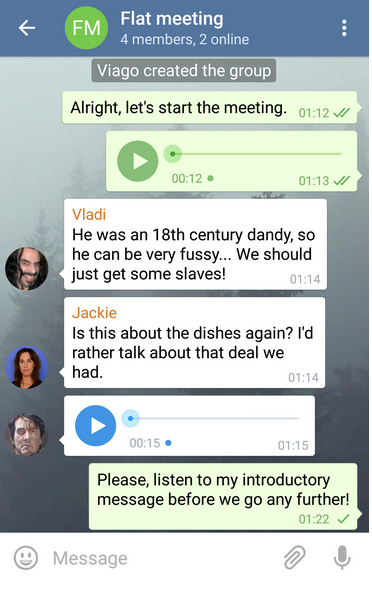 FM
Flat meeting
4 members, 2 online
Viago created the group
Alright, let's start the meeting.
01:12
00:12
01:13
Vladi
He was an 18th century dandy, so
he can be very fussy... We should
just get some slaves!
01:14
Jackie
Is this about the dishes again? I'd
rather talk about that deal we
had.
01:14
00:15
01:15
Please, listen to my introductory
message before we go any further!
01:22
Message